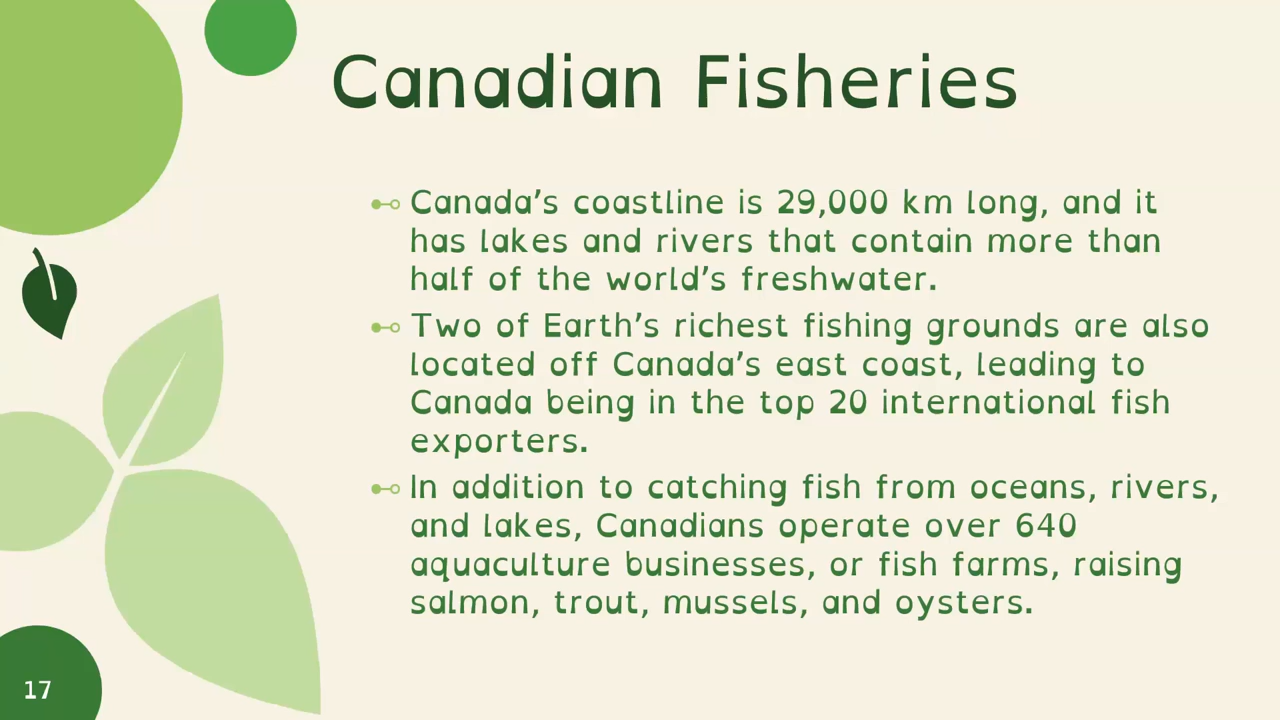 Canadian Fisheries
Canada’s coastline is 29,000 km long, and it
has lakes and rivers that contain more than
half of the world’s freshwater.
Two of Earth’s richest fishing grounds are also
located off Canada’s east coast, leading to
Canada being in the top 20 international fish
exporters.
In addition to catching fish from oceans, rivers,
and lakes, Canadians operate over 640
aquaculture businesses, or fish farms, raising
salmon, trout, mussels, and oysters.
17